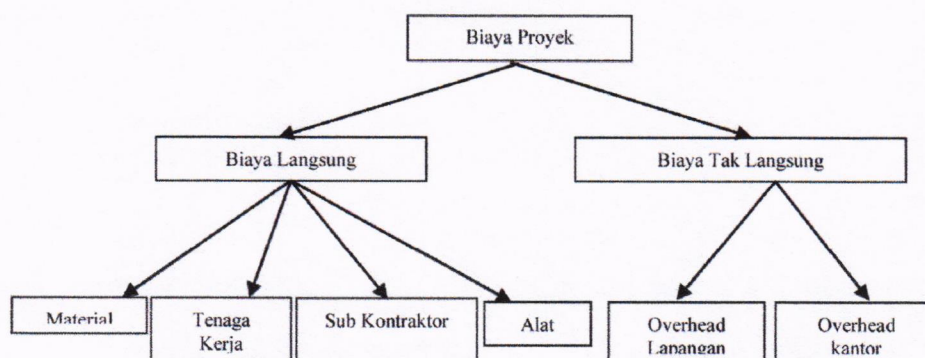 Biaya Proyek
Biaya Langsung
Biaya Tak Langsung
Material
Tenaga
Kerja
Sub Kontraktor
Alat
Overhead
Lapangan
Overhead
kantor